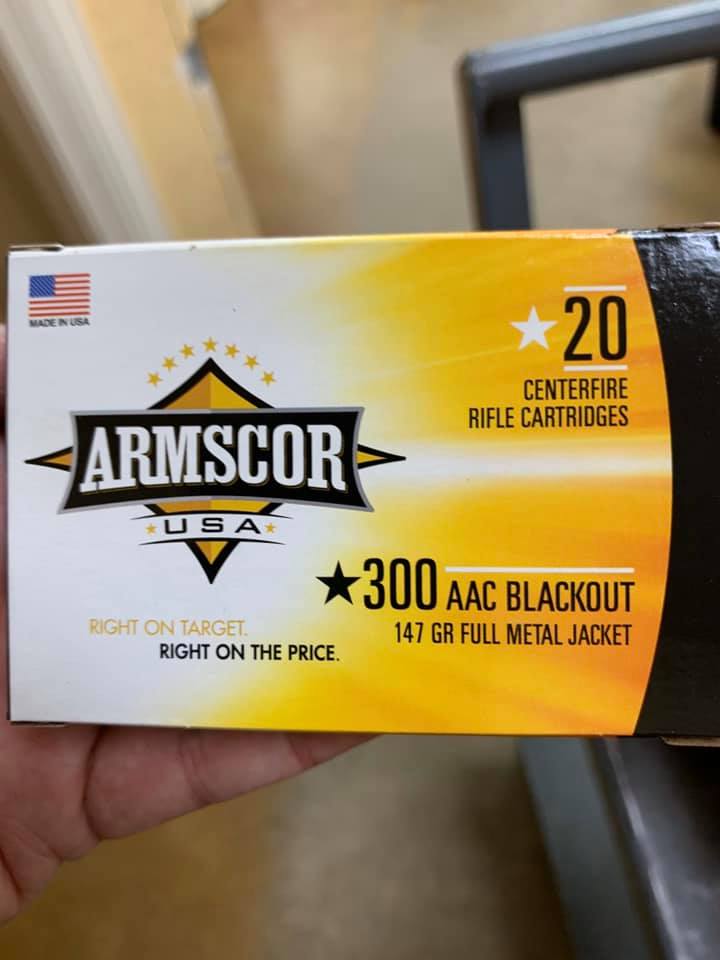 MADE IN USA
20
CENTERFIRE
RIFLE CARTRIDGES
ARMSCOR
USA
300 AAC BLACKOUT
147 GR FULL METAL JACKET
RIGHT ON TARGET.
RIGHT ON THE PRICE.